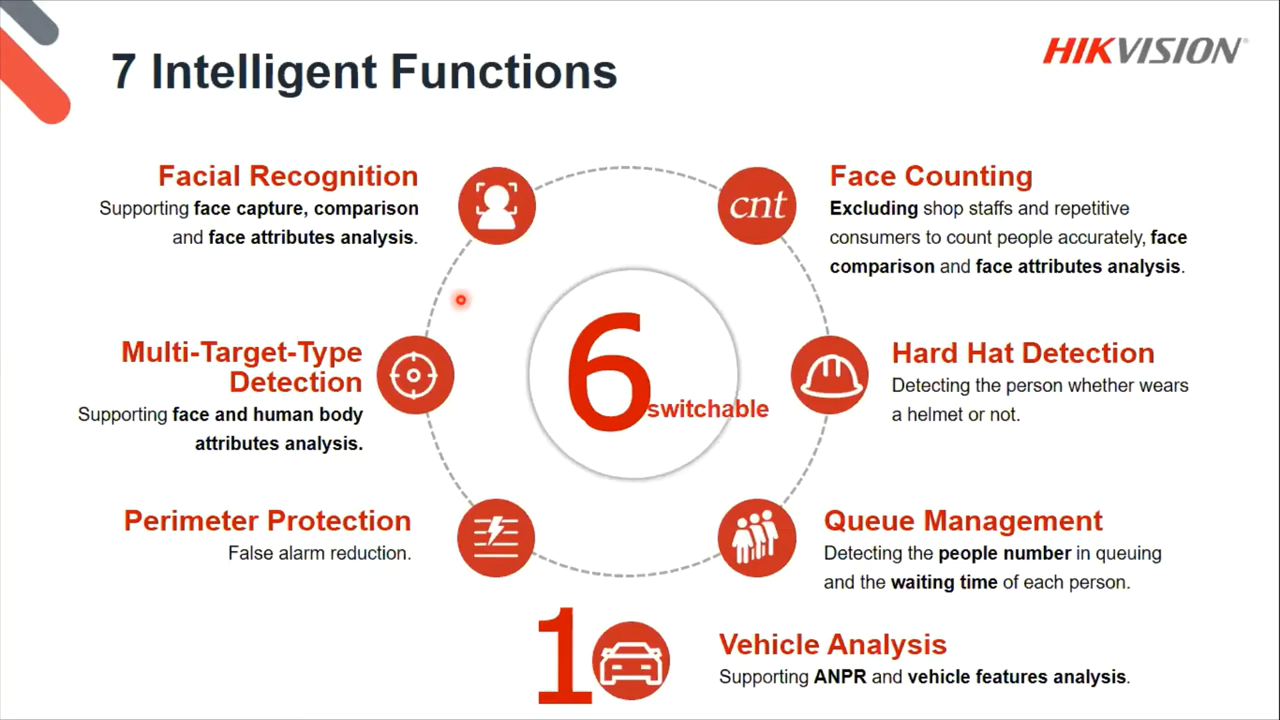 7 Intelligent Functions
HIKVISION®
Facial Recognition
Supporting face capture, comparison
and face attributes analysis.
cnt
Face Counting
Excluding shop staffs and repetitive
consumers to count people accurately, face
comparison and face attributes analysis.
Multi-Target-Type
Detection
Supporting face and human body
attributes analysis.
6
switchable
Hard Hat Detection
Detecting the person whether wears
a helmet or not.
Perimeter Protection
False alarm reduction.
Queue Management
Detecting the people number in queuing
and the waiting time of each person.
1
Vehicle Analysis
Supporting ANPR and vehicle features analysis.